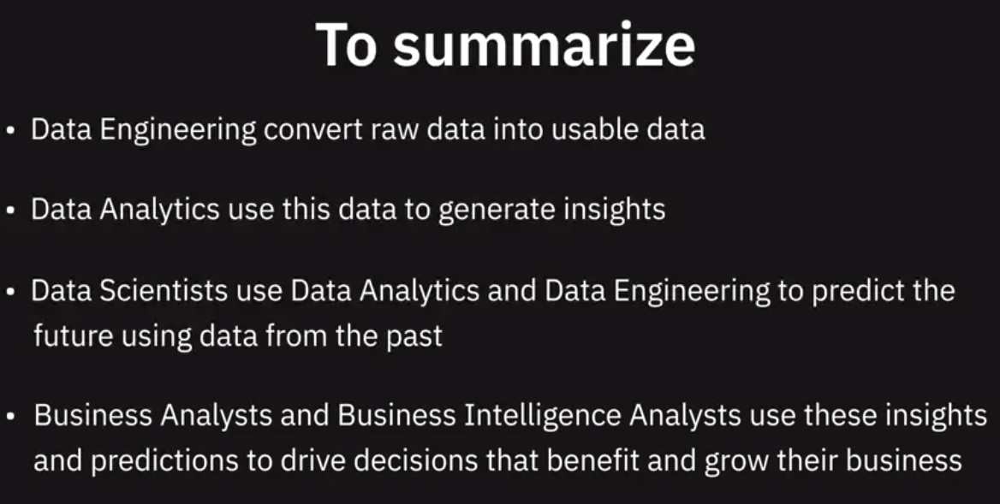 To summarize
• Data Engineering convert raw data into usable data
• Data Analytics use this data to generate insights
• Data Scientists use Data Analytics and Data Engineering to predict the
future using data from the past
• Business Analysts and Business Intelligence Analysts use these insights
and predictions to drive decisions that benefit and grow their business